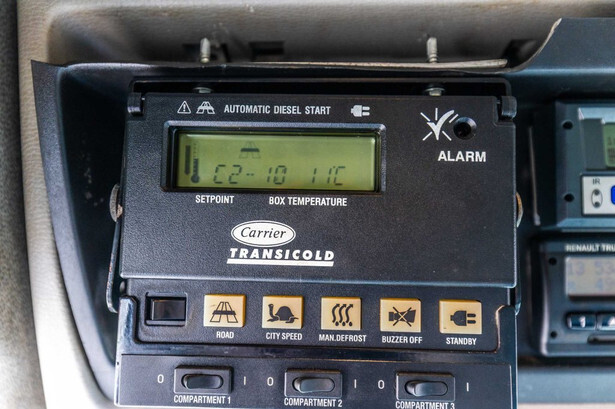 AUTOMATIC DIESEL START
ALARM
C2-10 11C
SETPOINT BOX TEMPERATURE
Carrier
TRANSICOLD
IR
RENAULT TRU
ROAD CITY SPEED MAN.DEFROST BUZZER OFF STANDBY
0 I 0 I 0 I
COMPARTMENT 1 COMPARTMENT 2 COMPARTMENT 3